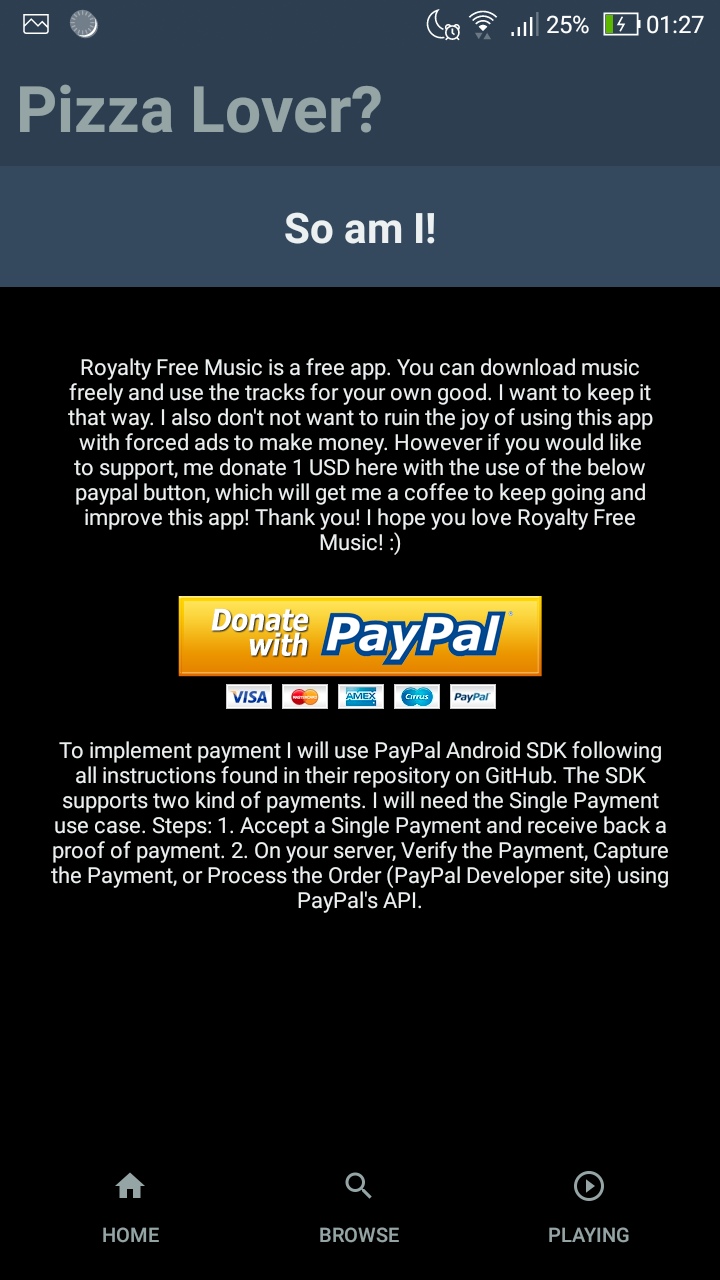 25% 01:27
Pizza Lover?
So am I!
Royalty Free Music is a free app. You can download music
freely and use the tracks for your own good. I want to keep it
that way. I also don't not want to ruin the joy of using this app
with forced ads to make money. However if you would like
to support, me donate 1 USD here with the use of the below
paypal button, which will get me a coffee to keep going and
improve this app! Thank you! I hope you love Royalty Free
Music! :)
Donate
with PayPal
VISA MasterCard AMEX Cirrus PayPal
To implement payment I will use PayPal Android SDK following
all instructions found in their repository on GitHub. The SDK
supports two kind of payments. I will need the Single Payment
use case. Steps: 1. Accept a Single Payment and receive back a
proof of payment. 2. On your server, Verify the Payment, Capture
the Payment, or Process the Order (PayPal Developer site) using
PayPal's API.
HOME BROWSE PLAYING